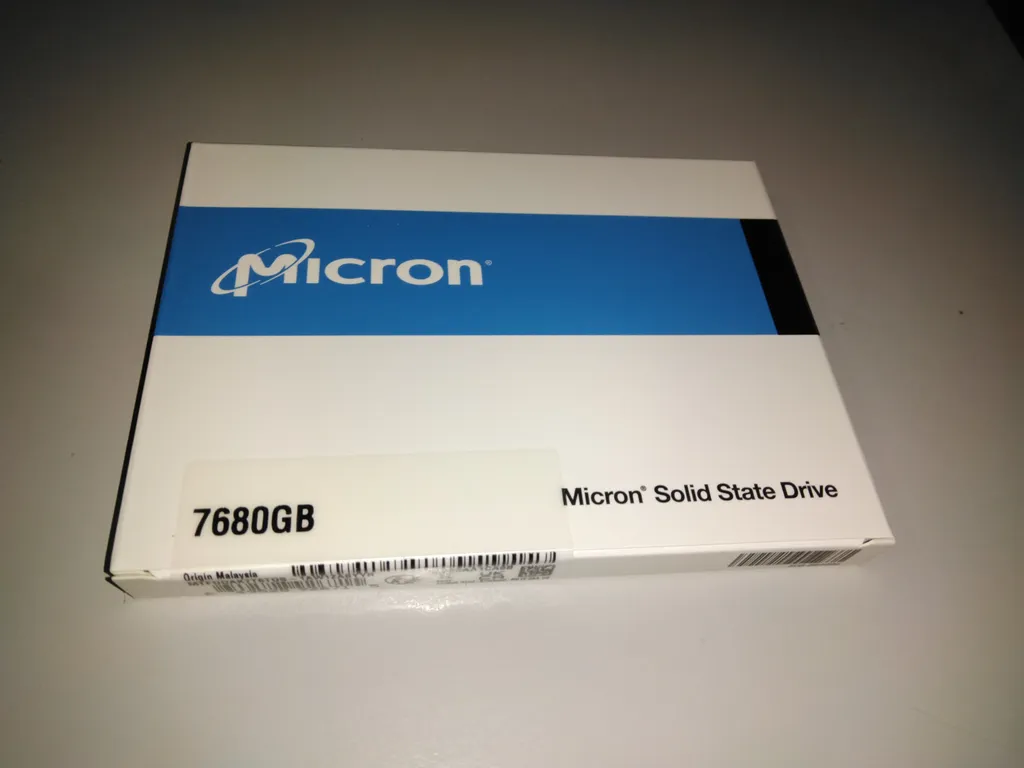 Micron®
Micron® Solid State Drive
7680GB
Origin Malaysia